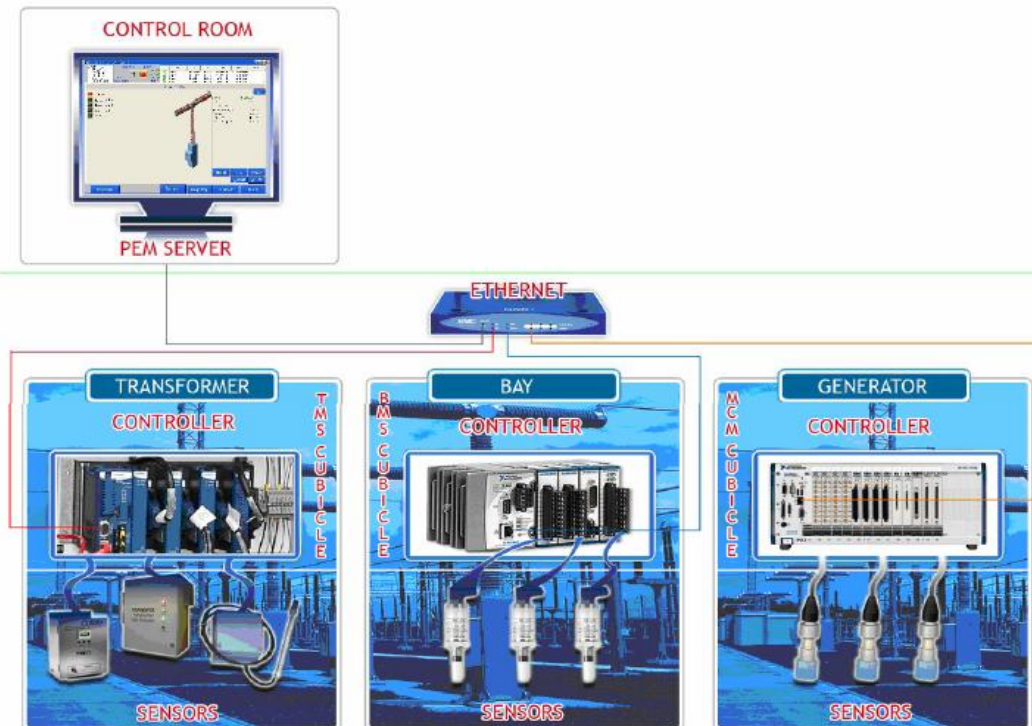 CONTROL ROOM
PEM SERVER
ETHERNET
TRANSFORMER
CONTROLLER
TMS CUBICLE
SENSORS
BAY
CONTROLLER
BMS CUBICLE
SENSORS
GENERATOR
CONTROLLER
MCM CUBICLE
SENSORS